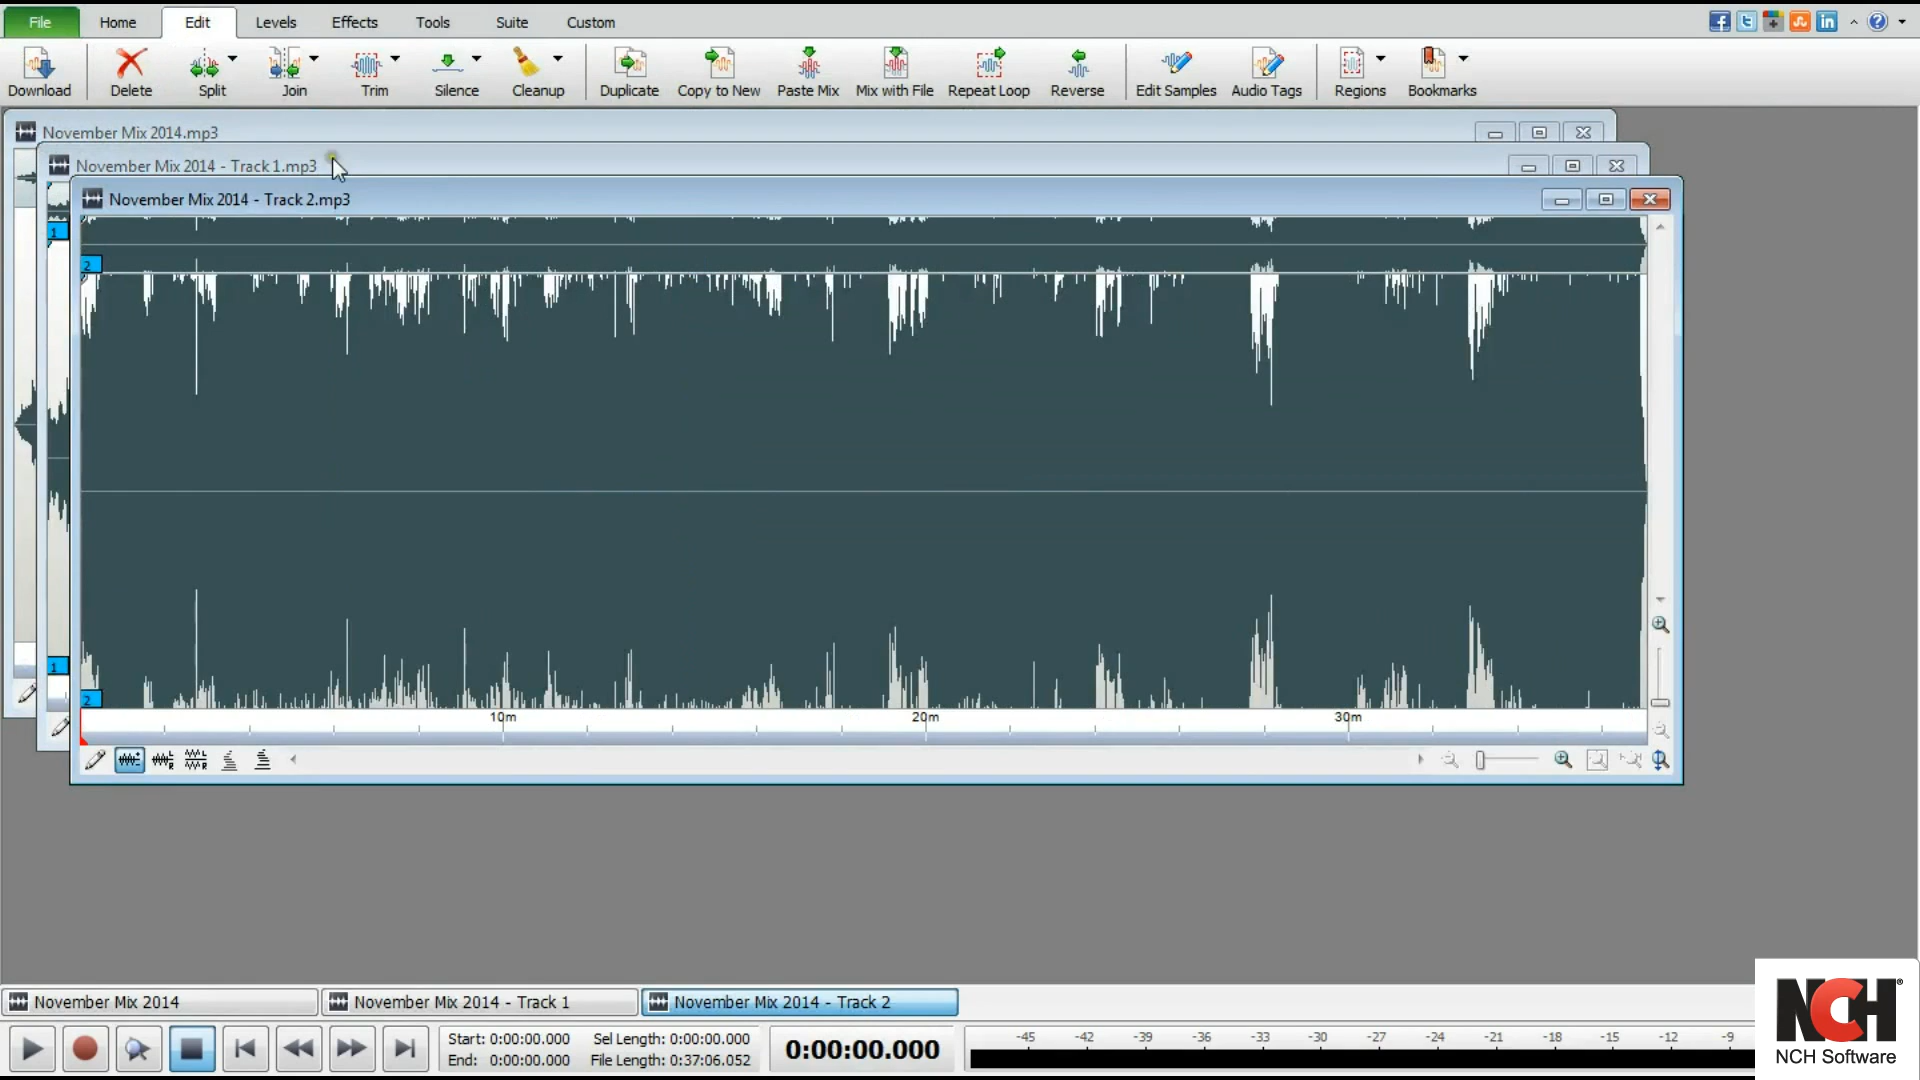 File Home Edit Levels Effects Tools Suite Custom
Download Delete Split Join Trim Silence Cleanup Duplicate Copy to New Paste Mix Mix with File Repeat Loop Reverse Edit Samples Audio Tags Regions Bookmarks
November Mix 2014.mp3
November Mix 2014 - Track 1.mp3
November Mix 2014 - Track 2.mp3
1
2
1
2
10m 20m 30m
November Mix 2014 November Mix 2014 - Track 1 November Mix 2014 - Track 2
Start: 0:00:00.000 Sel Length: 0:00:00.000
End: 0:00:00.000 File Length: 0:37:06.052
0:00:00.000
-45 -42 -39 -36 -33 -30 -27 -24 -21 -18 -15 -12 -9
NCH®
NCH Software